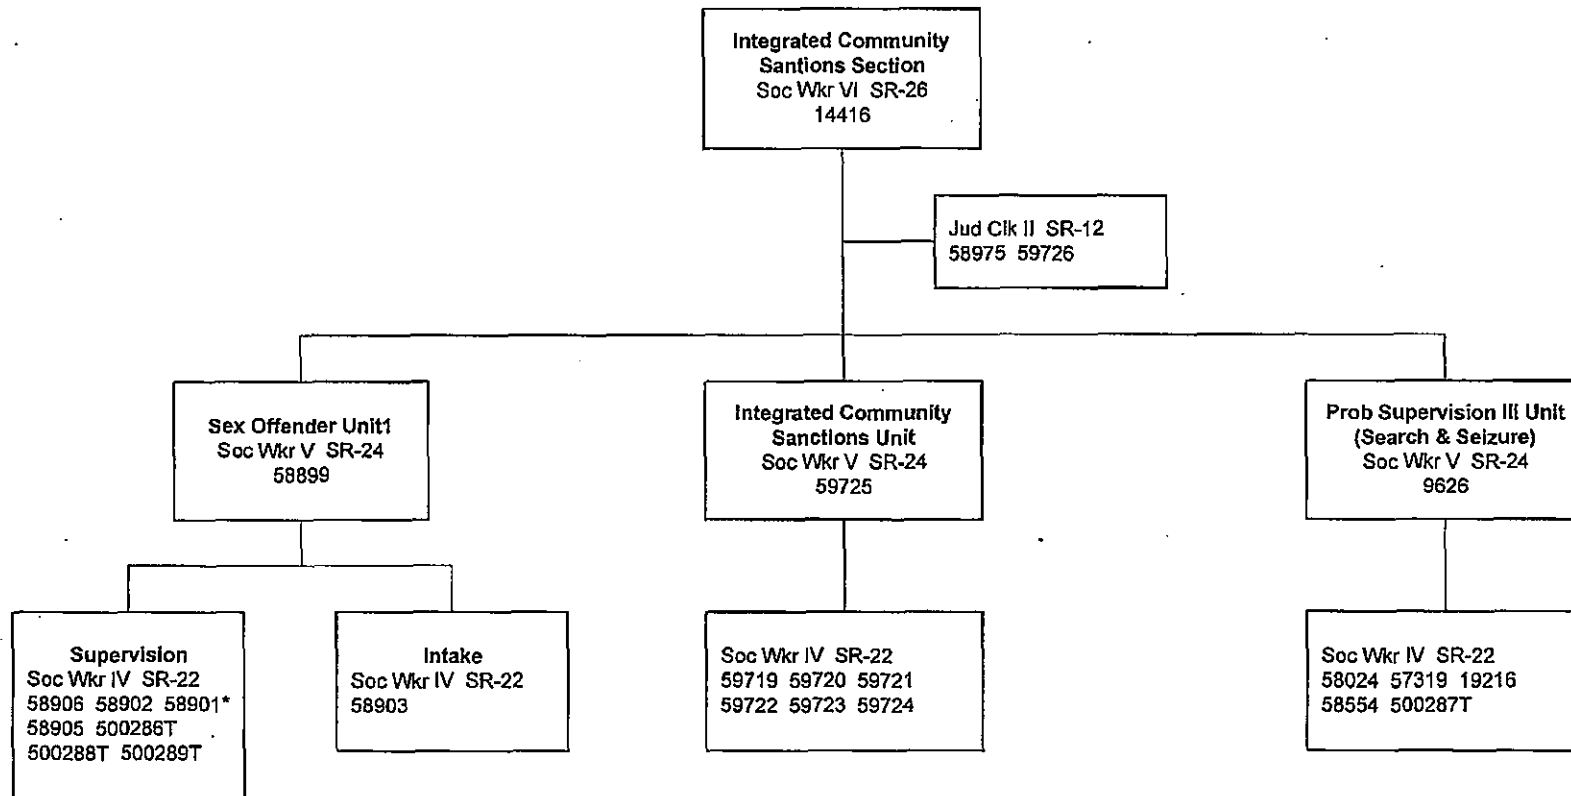 Integrated Community
Santions Section
Soc Wkr VI SR-26
14416
Jud Clk II SR-12
58975 59726
Sex Offender Unit1
Soc Wkr V SR-24
58899
Integrated Community
Sanctions Unit
Soc Wkr V SR-24
59725
Prob Supervision III Unit
(Search & Seizure)
Soc Wkr V SR-24
9626
Supervision
Soc Wkr IV SR-22
58906 58902 58901*
58905 500286T
500288T 500289T
Intake
Soc Wkr IV SR-22
58903
Soc Wkr IV SR-22
59719 59720 59721
59722 59723 59724
Soc Wkr IV SR-22
58024 57319 19216
58554 500287T